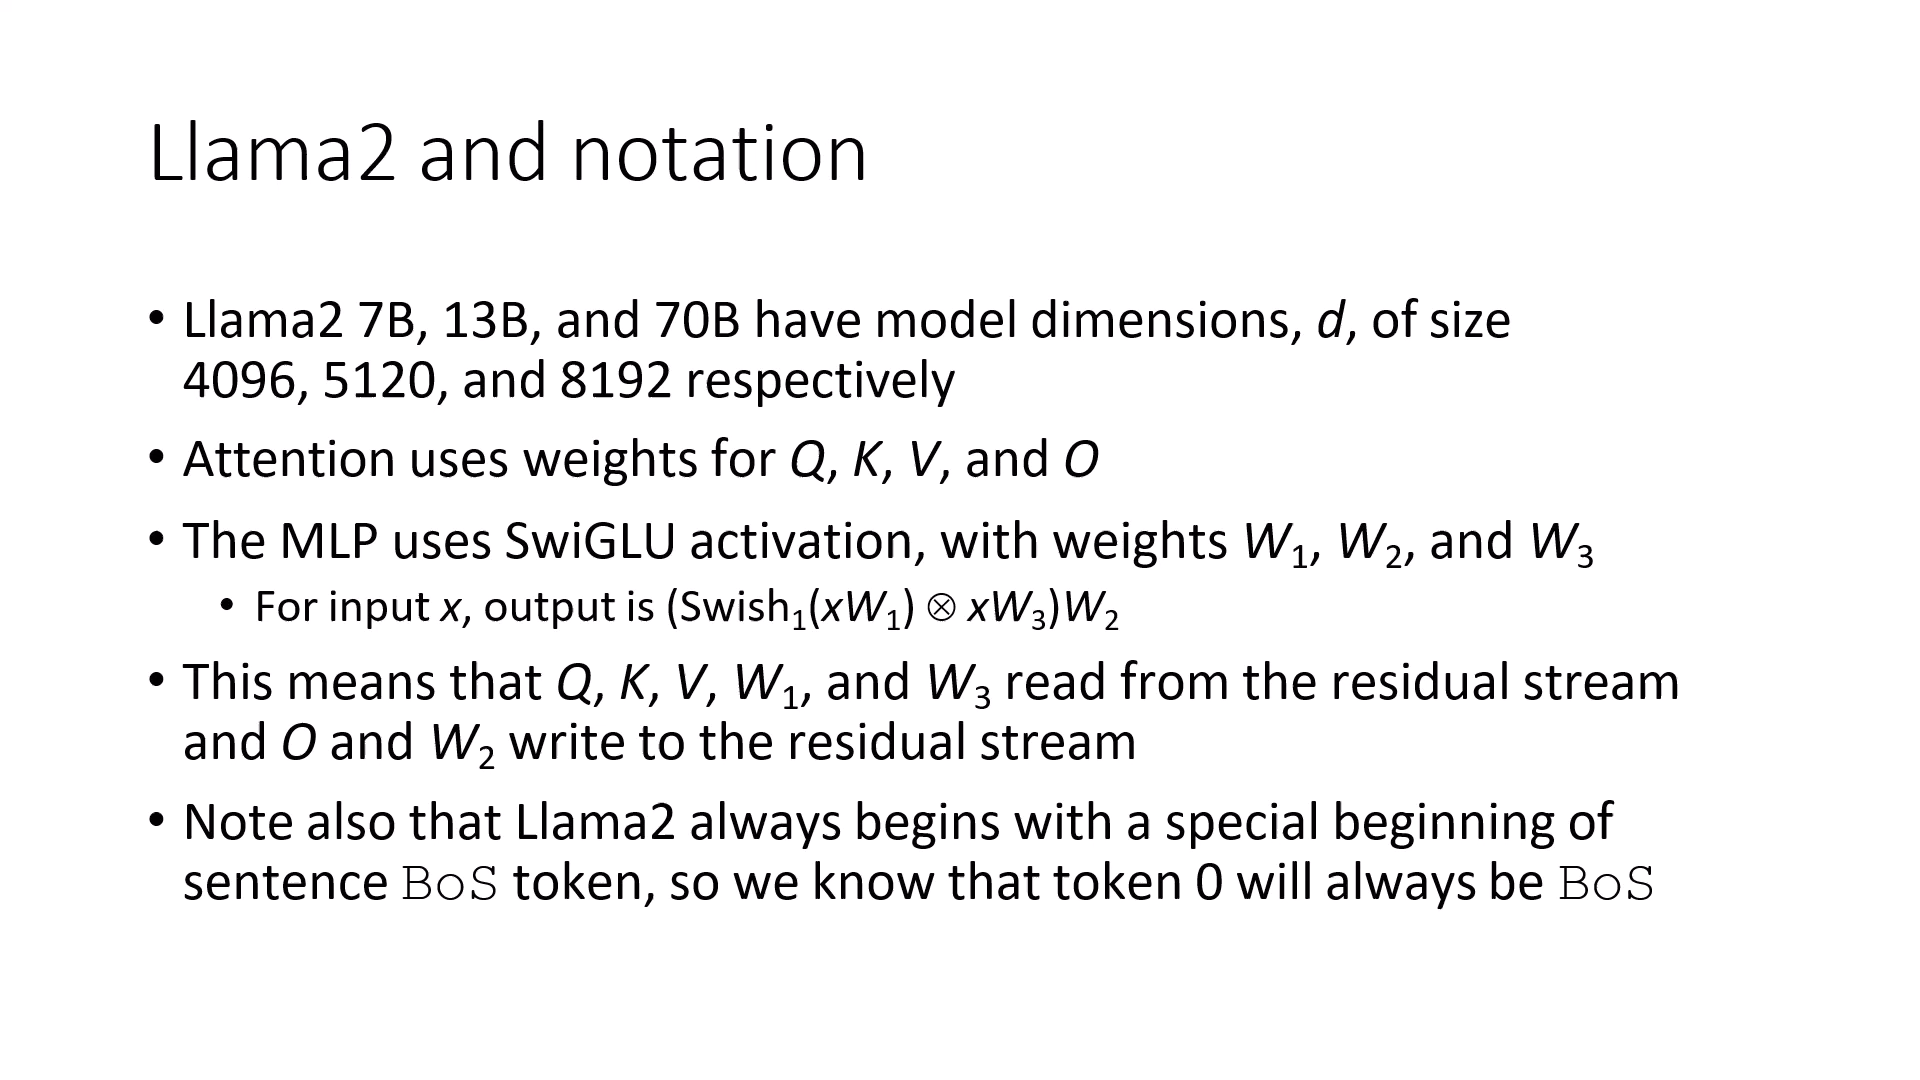 Llama2 and notation
• Llama2 7B, 13B, and 70B have model dimensions, d, of size
4096, 5120, and 8192 respectively
• Attention uses weights for Q, K, V, and O
• The MLP uses SwiGLU activation, with weights W₁, W₂, and W₃
• For input x, output is (Swish₁(xW₁) ⊗ xW₃)W₂
• This means that Q, K, V, W₁, and W₃ read from the residual stream
and O and W₂ write to the residual stream
• Note also that Llama2 always begins with a special beginning of
sentence BoS token, so we know that token 0 will always be BoS